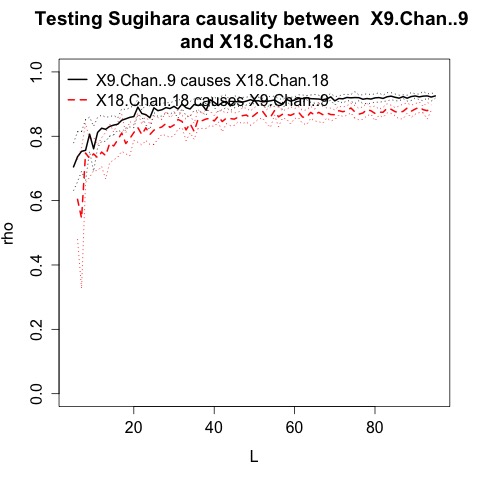 Testing Sugihara causality between  X9.Chan..9
and X18.Chan.18
X9.Chan..9 causes X18.Chan.18
X18.Chan.18 causes X9.Chan..9
1.0
0.8
0.6
0.4
0.2
0.0
rho
20 40 60 80
L